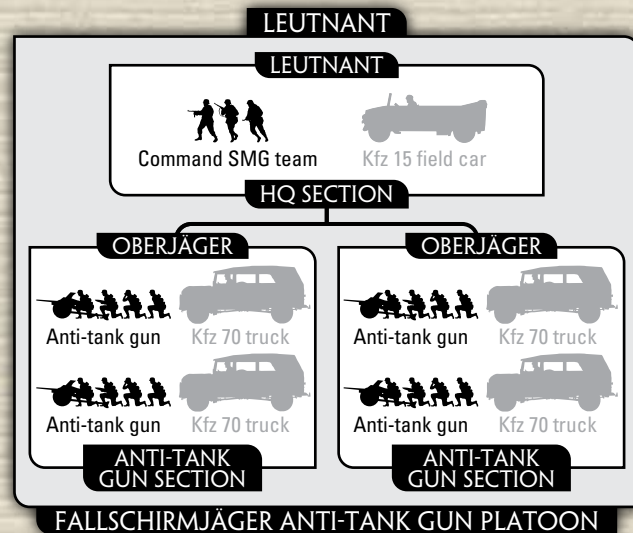 LEUTNANT
LEUTNANT
Command SMG team
Kfz 15 field car
HQ SECTION
OBERJÄGER
Anti-tank gun
Kfz 70 truck
Anti-tank gun
Kfz 70 truck
ANTI-TANK
GUN SECTION
OBERJÄGER
Anti-tank gun
Kfz 70 truck
Anti-tank gun
Kfz 70 truck
ANTI-TANK
GUN SECTION
FALLSCHIRMJÄGER ANTI-TANK GUN PLATOON